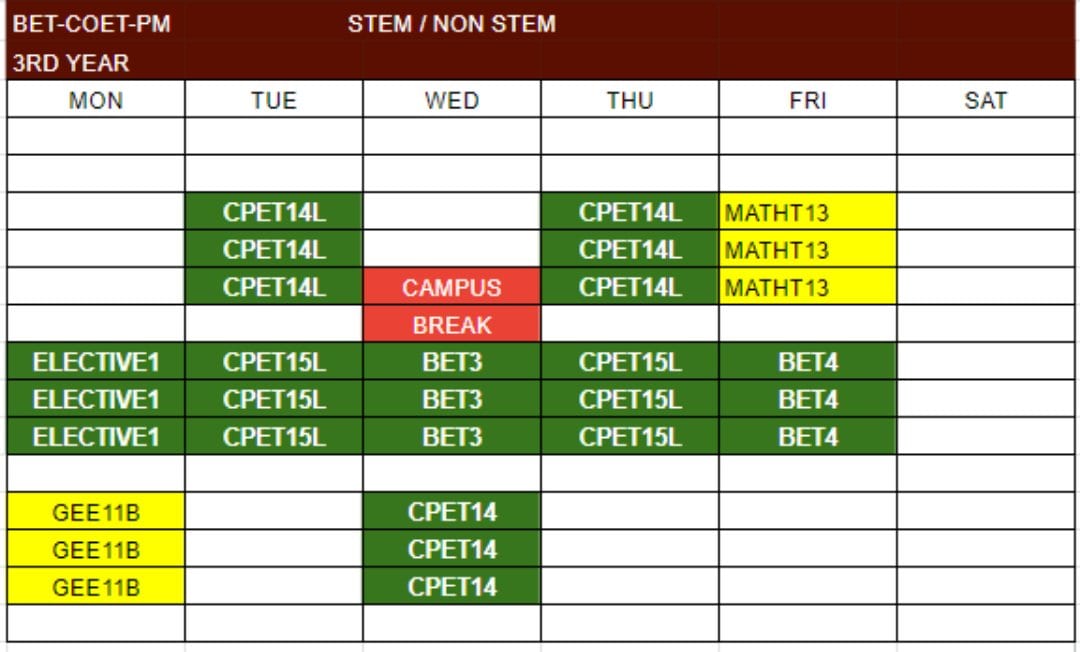 BET-COET-PM STEM / NON STEM
3RD YEAR
MON TUE WED THU FRI SAT
CPET14L CPET14L MATHT13
CPET14L CPET14L MATHT13
CPET14L CAMPUS CPET14L MATHT13
BREAK
ELECTIVE1 CPET15L BET3 CPET15L BET4
ELECTIVE1 CPET15L BET3 CPET15L BET4
ELECTIVE1 CPET15L BET3 CPET15L BET4
GEE11B CPET14
GEE11B CPET14
GEE11B CPET14